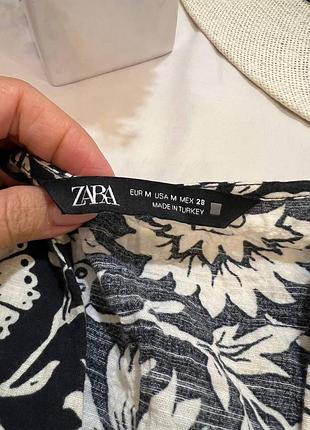 ZARA
EUR M USA M MEX 28
MADE IN TURKEY